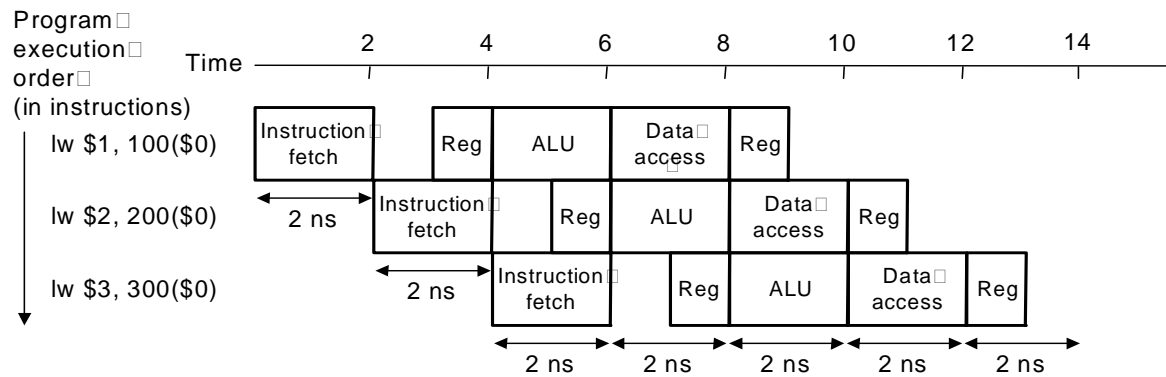 Program
execution
order
(in instructions)
Time
2 4 6 8 10 12 14
lw $1, 100($0)
Instruction
fetch
Reg
ALU
Data
access
Reg
2 ns
lw $2, 200($0)
Instruction
fetch
Reg
ALU
Data
access
Reg
2 ns
lw $3, 300($0)
Instruction
fetch
Reg
ALU
Data
access
Reg
2 ns 2 ns 2 ns 2 ns 2 ns